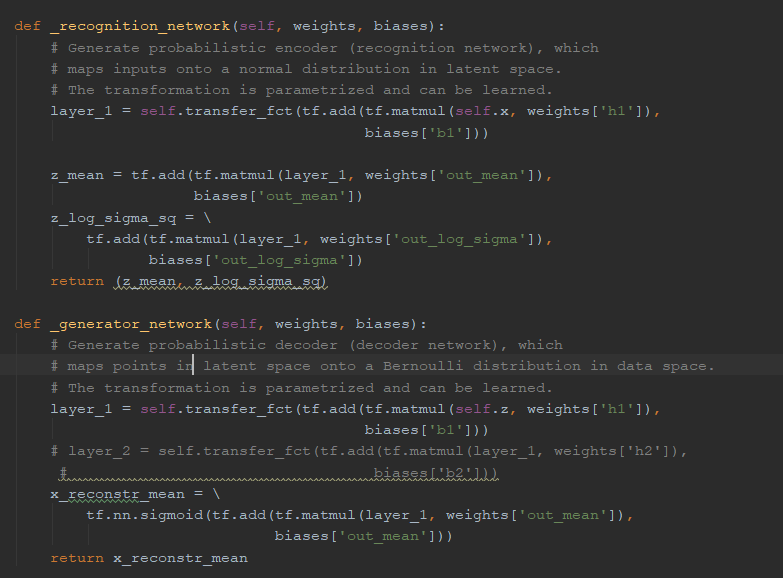 def _recognition_network(self, weights, biases):
    # Generate probabilistic encoder (recognition network), which
    # maps inputs onto a normal distribution in latent space.
    # The transformation is parametrized and can be learned.
    layer_1 = self.transfer_fct(tf.add(tf.matmul(self.x, weights['h1']),
                                       biases['b1']))
    z_mean = tf.add(tf.matmul(layer_1, weights['out_mean']),
                    biases['out_mean'])
    z_log_sigma_sq = \
        tf.add(tf.matmul(layer_1, weights['out_log_sigma']),
               biases['out_log_sigma'])
    return (z_mean, z_log_sigma_sq)
def _generator_network(self, weights, biases):
    # Generate probabilistic decoder (decoder network), which
    # maps points in latent space onto a Bernoulli distribution in data space.
    # The transformation is parametrized and can be learned.
    layer_1 = self.transfer_fct(tf.add(tf.matmul(self.z, weights['h1']),
                                       biases['b1']))
    # layer_2 = self.transfer_fct(tf.add(tf.matmul(layer_1, weights['h2']),
     #                                  biases['b2']))
    x_reconstr_mean = \
        tf.nn.sigmoid(tf.add(tf.matmul(layer_1, weights['out_mean']),
                             biases['out_mean']))
    return x_reconstr_mean